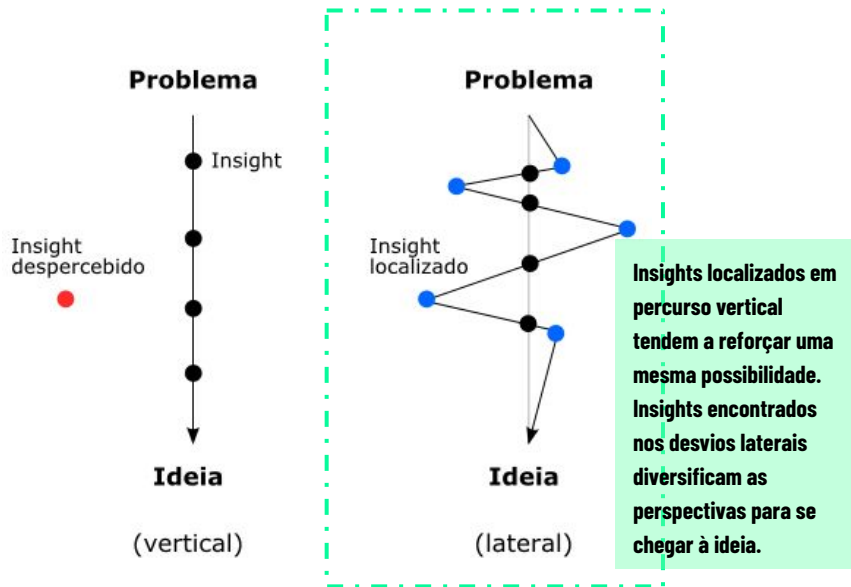 Problema
Insight
Insight
despercebido
Ideia
(vertical)
Problema
Insight
localizado
Ideia
(lateral)
Insights localizados em
percurso vertical
tendem a reforçar uma
mesma possibilidade.
Insights encontrados
nos desvios laterais
diversificam as
perspectivas para se
chegar à ideia.